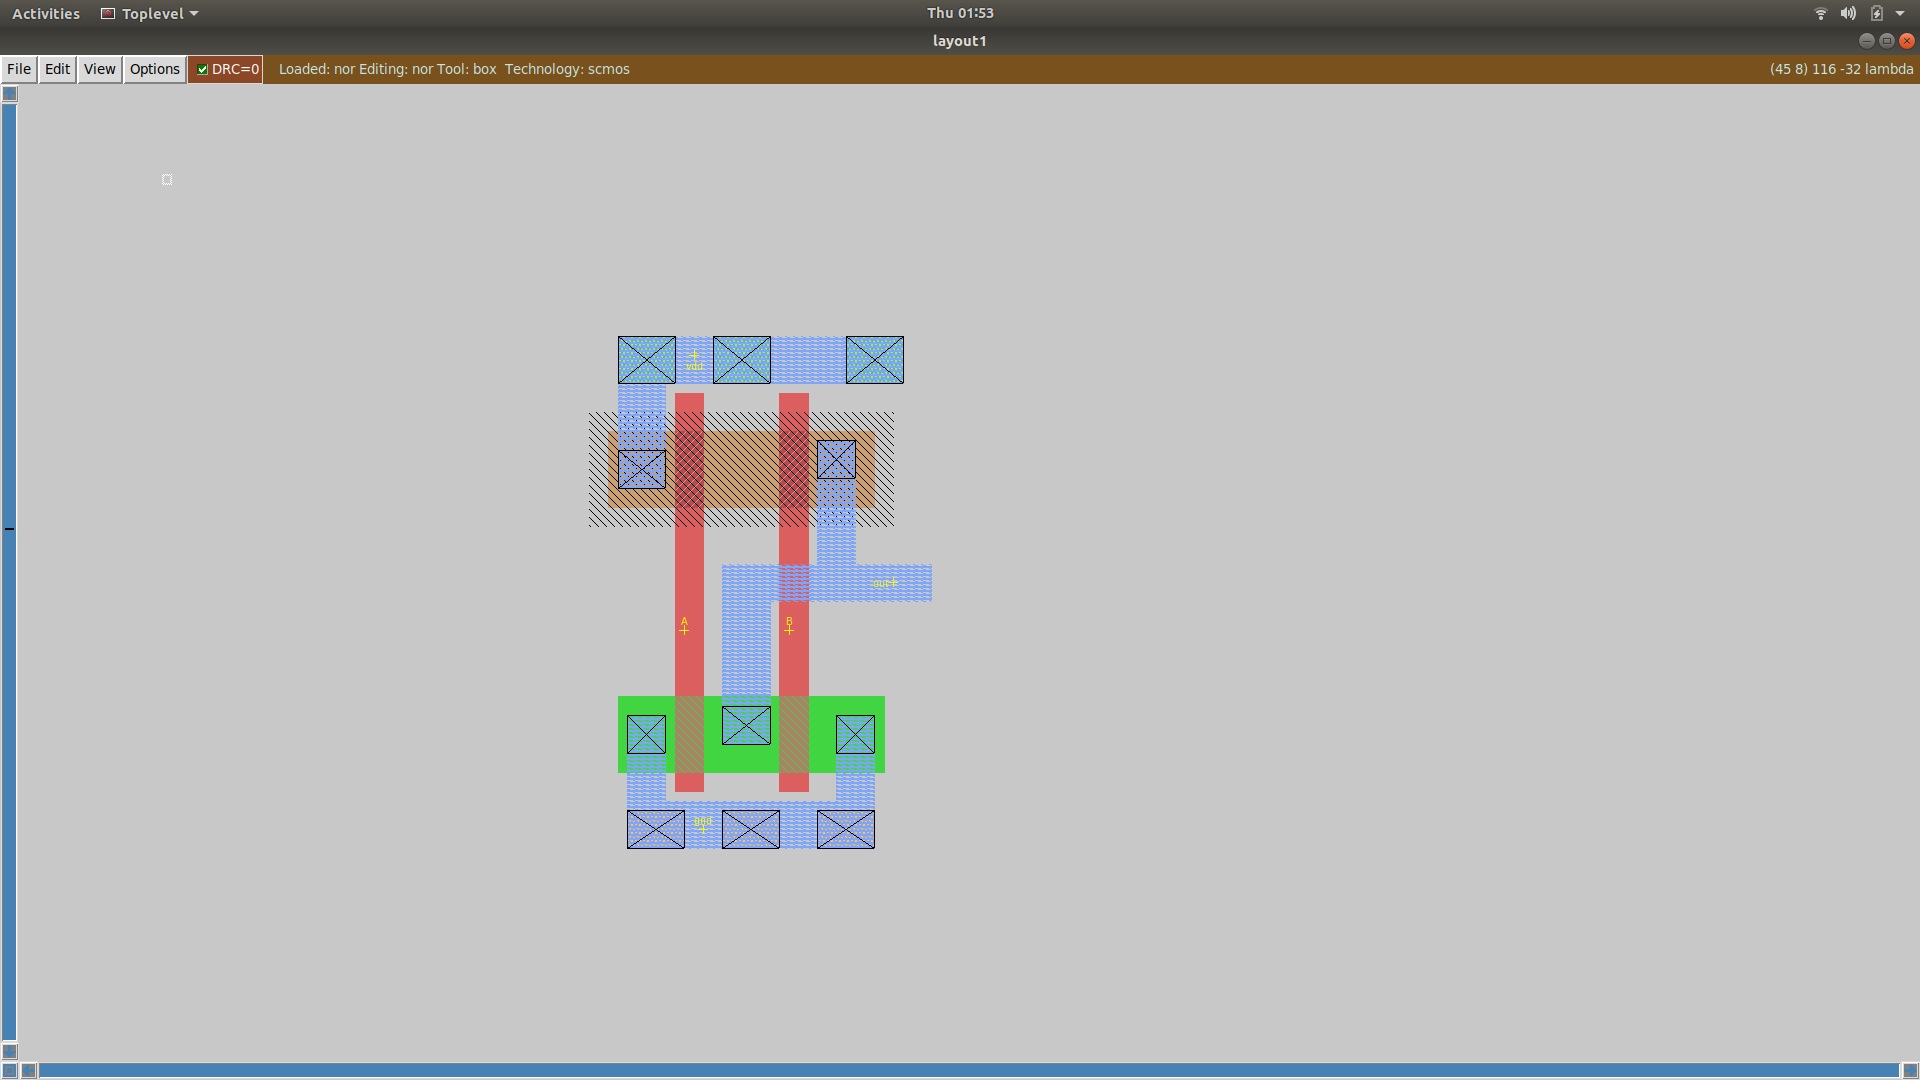 Activities Toplevel Thu 01:53
layout1
File Edit View Options DRC=0 Loaded: nor Editing: nor Tool: box Technology: scmos (45 8) 116 -32 lambda
vdd
out
A B
gnd